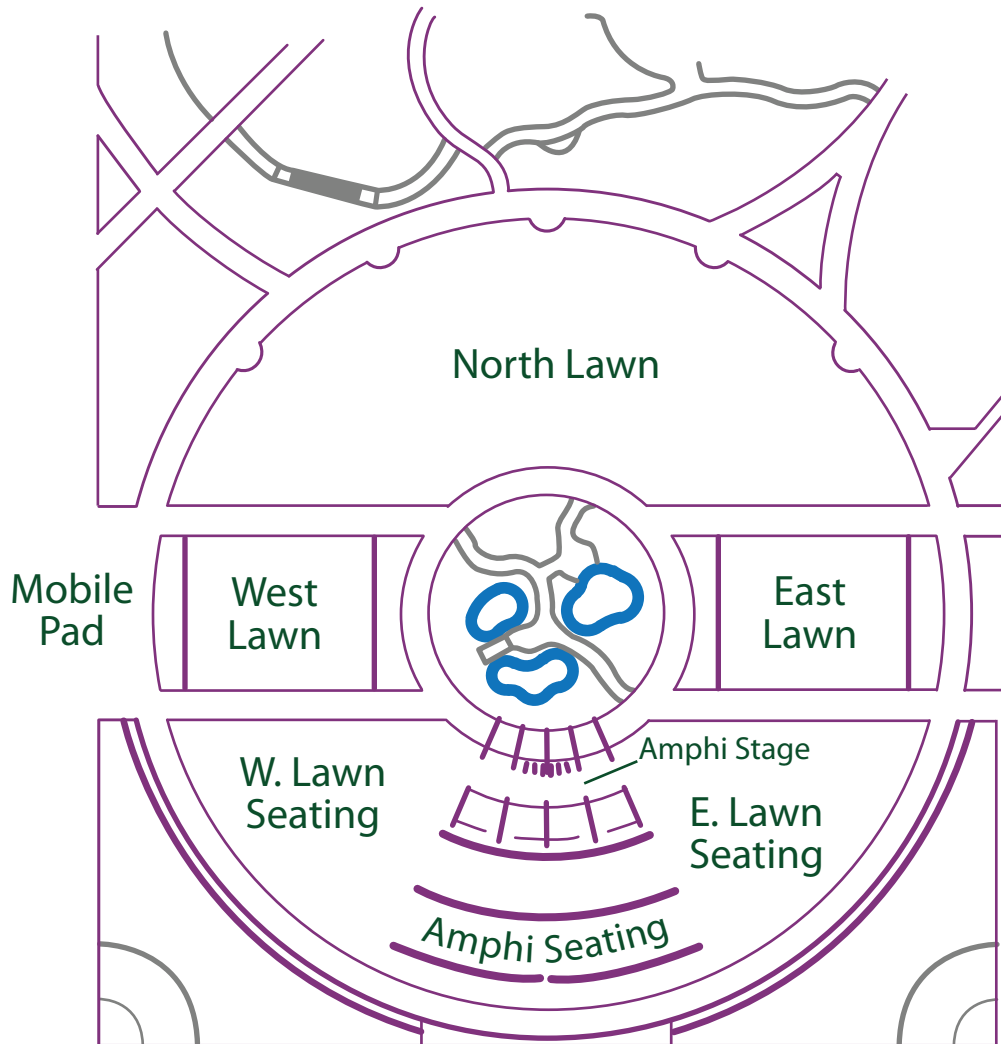 North Lawn
Mobile
Pad
West
Lawn
East
Lawn
Amphi Stage
W. Lawn
Seating
E. Lawn
Seating
Amphi Seating